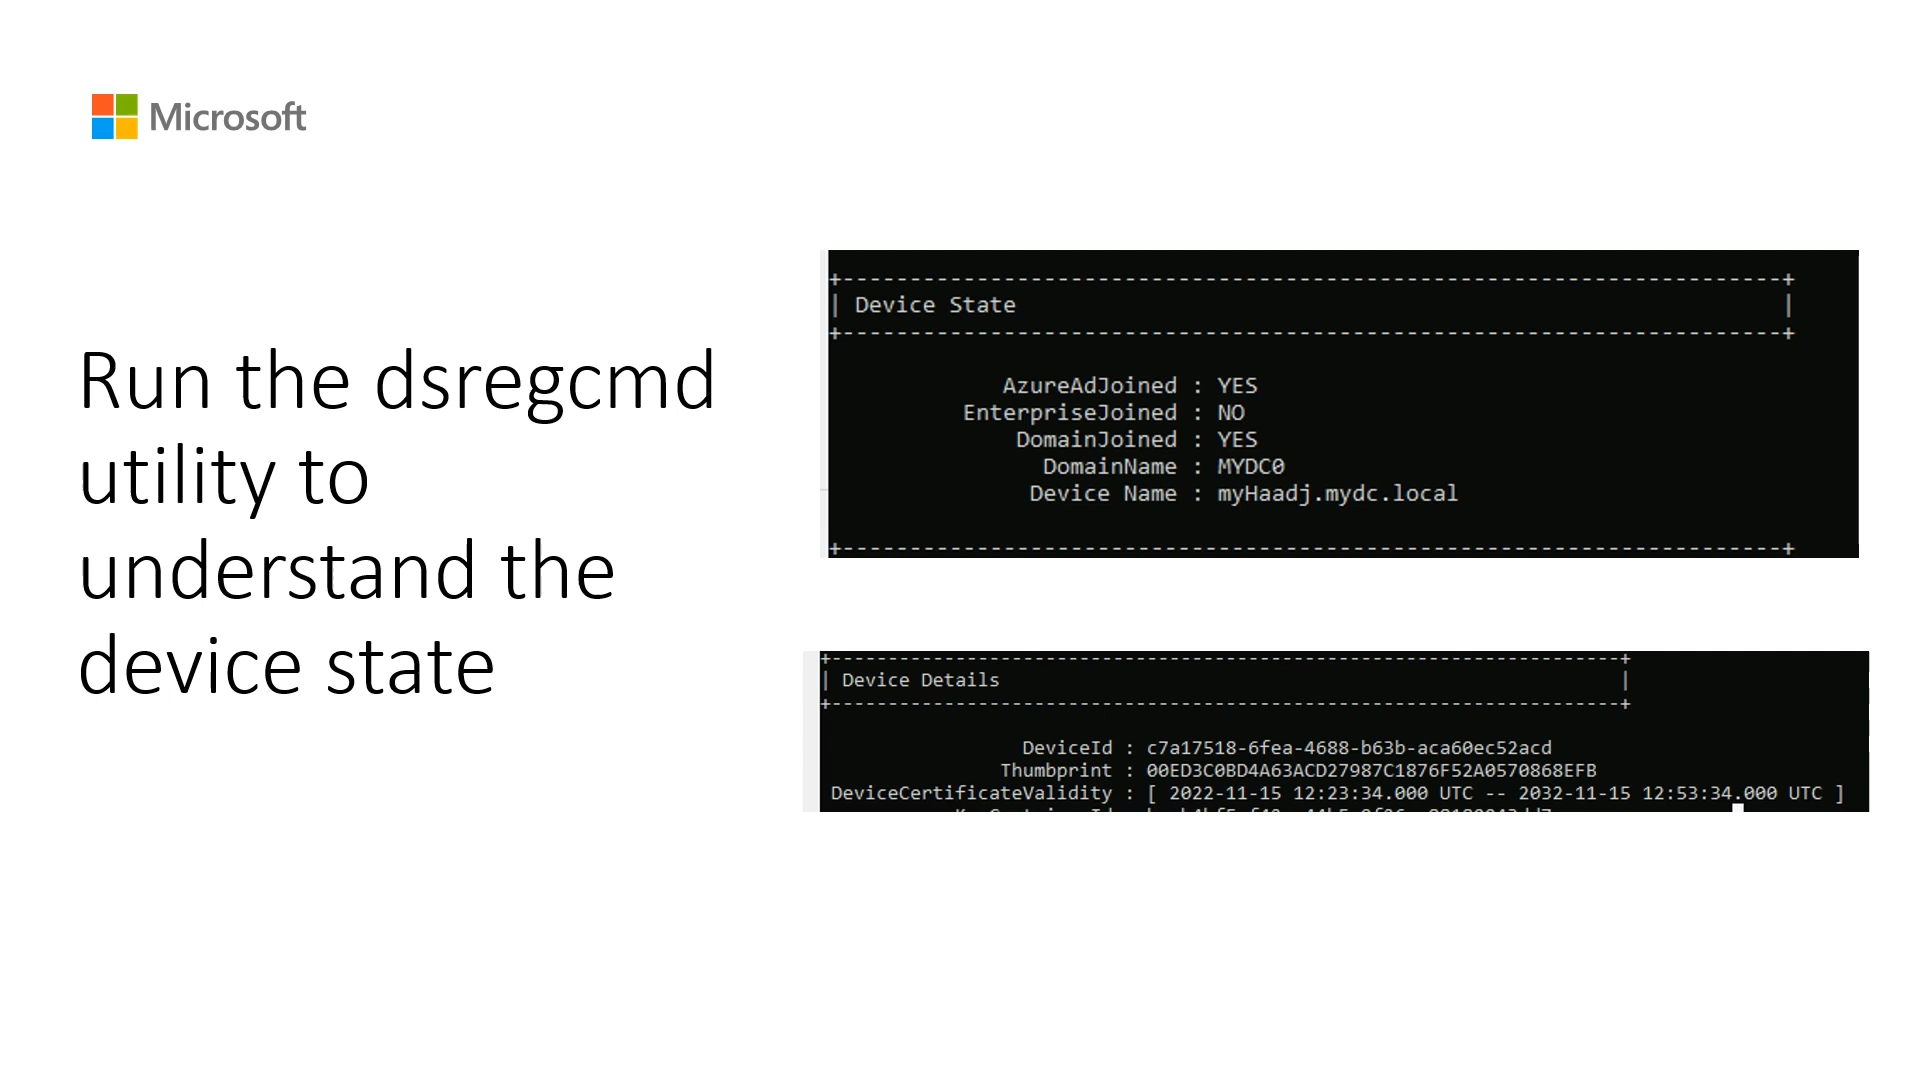 Microsoft
Run the dsregcmd
utility to
understand the
device state
+----------------------------------------------------------------------+
| Device State |
+----------------------------------------------------------------------+
AzureAdJoined : YES
EnterpriseJoined : NO
DomainJoined : YES
DomainName : MYDC0
Device Name : myHaadj.mydc.local
+----------------------------------------------------------------------+
+----------------------------------------------------------------------+
| Device Details |
+----------------------------------------------------------------------+
DeviceId : c7a17518-6fea-4688-b63b-aca60ec52acd
Thumbprint : 00ED3C0BD4A63ACD27987C1876F52A0570868EFB
DeviceCertificateValidity : [ 2022-11-15 12:23:34.000 UTC -- 2032-11-15 12:53:34.000 UTC ]